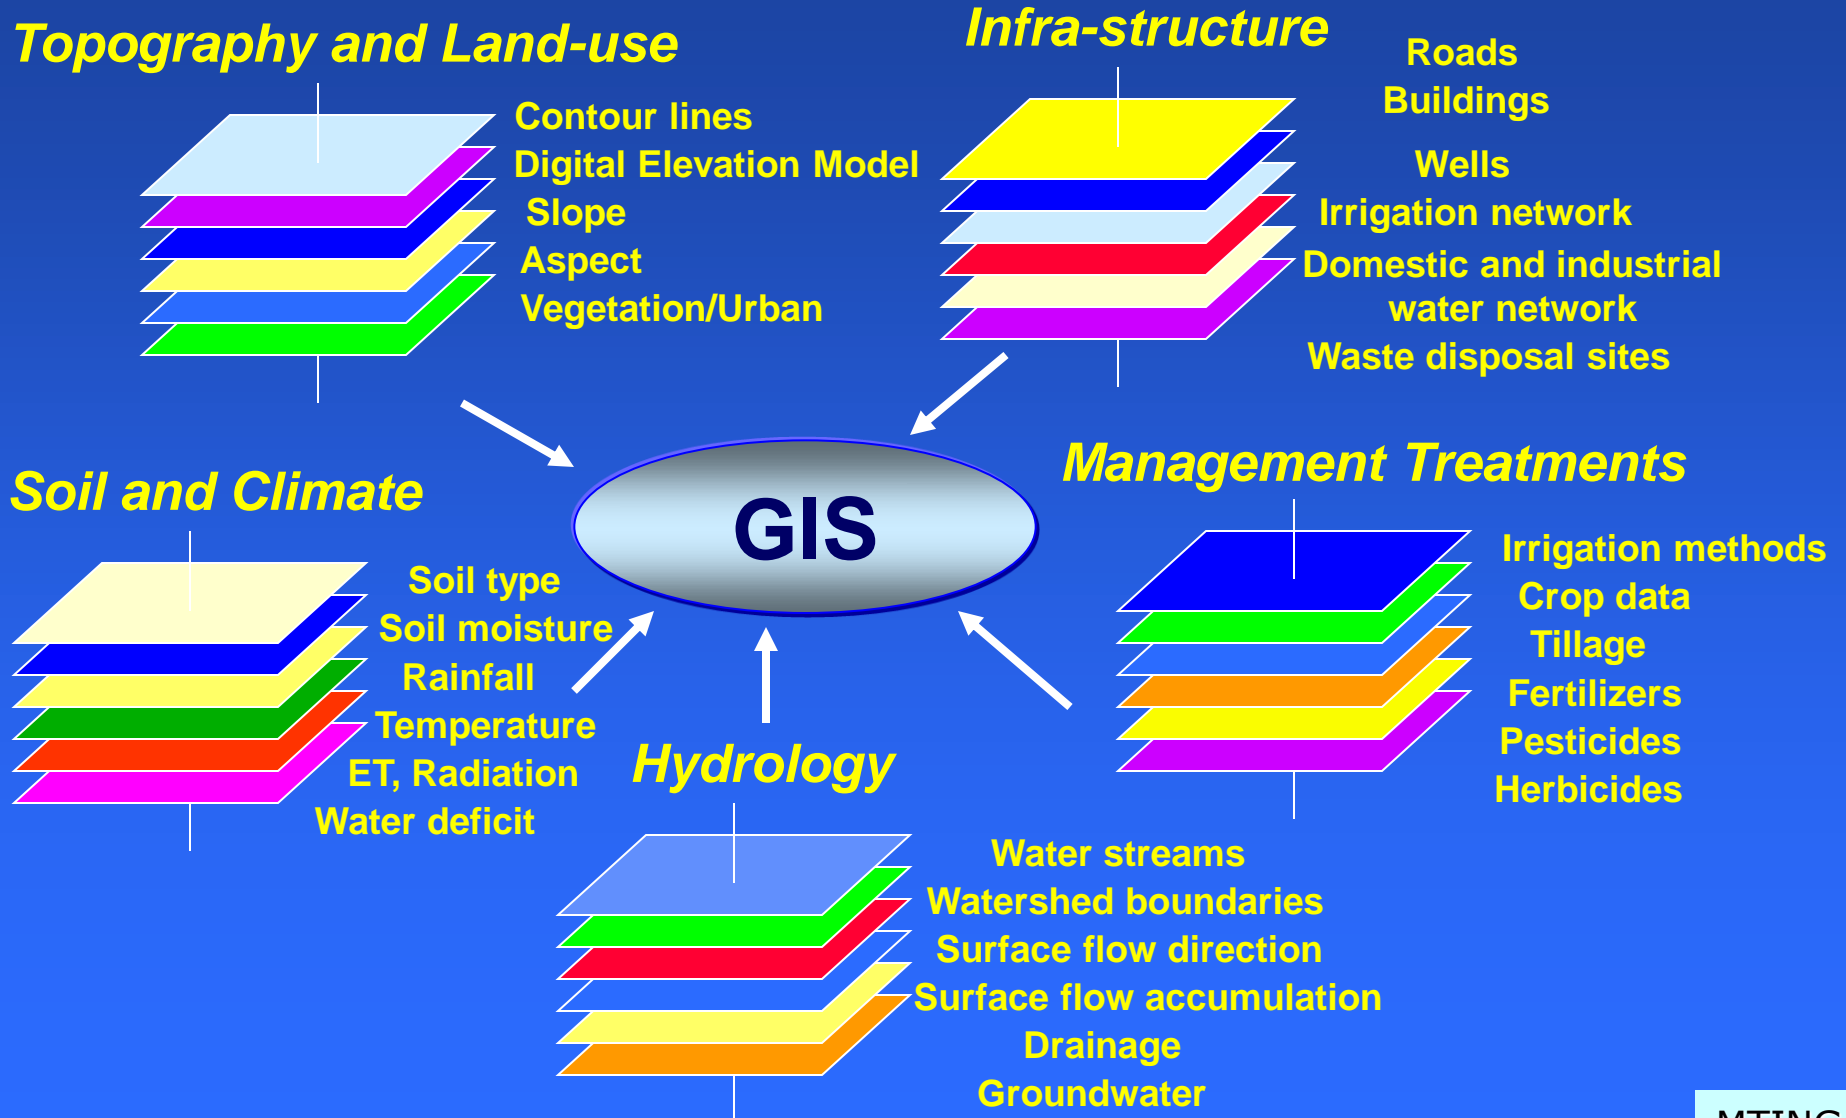 Topography and Land-use
Contour lines
Digital Elevation Model
Slope
Aspect
Vegetation/Urban
Infra-structure
Roads
Buildings
Wells
Irrigation network
Domestic and industrial
water network
Waste disposal sites
GIS
Soil and Climate
Soil type
Soil moisture
Rainfall
Temperature
ET, Radiation
Water deficit
Management Treatments
Irrigation methods
Crop data
Tillage
Fertilizers
Pesticides
Herbicides
Hydrology
Water streams
Watershed boundaries
Surface flow direction
Surface flow accumulation
Drainage
Groundwater